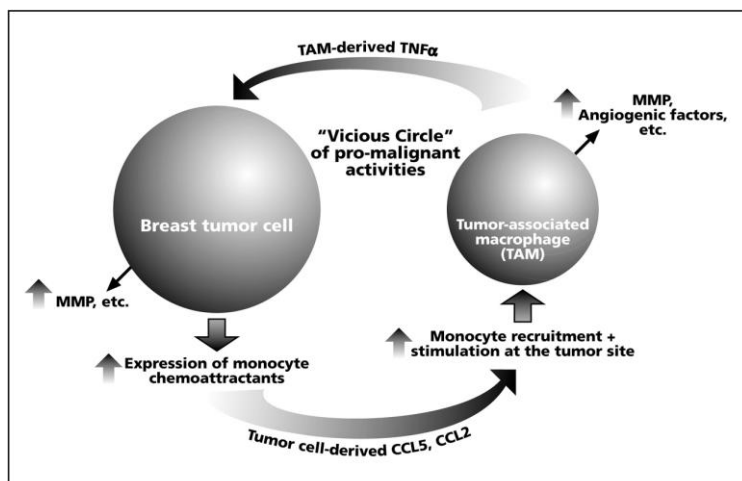 TAM-derived TNFα
MMP,
Angiogenic factors,
etc.
“Vicious Circle”
of pro-malignant
activities
Breast tumor cell
Tumor-associated
macrophage
(TAM)
MMP, etc.
Expression of monocyte
chemoattractants
Monocyte recruitment +
stimulation at the tumor site
Tumor cell-derived CCL5, CCL2